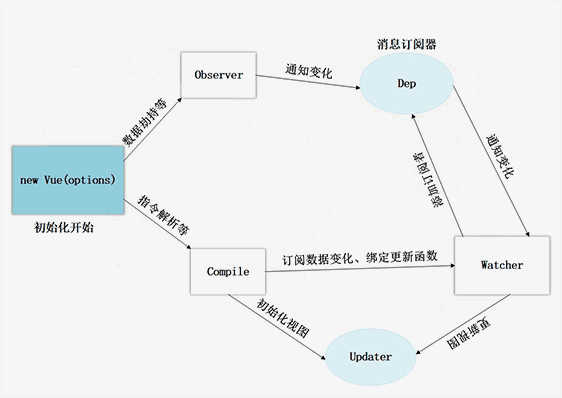 消息订阅器
Observer
通知变化
Dep
数据劫持等
通知变化
添加订阅者
new Vue(options)
指令解析等
初始化开始
订阅数据变化、绑定更新函数
Compile
Watcher
初始化视图
更新视图
Updater